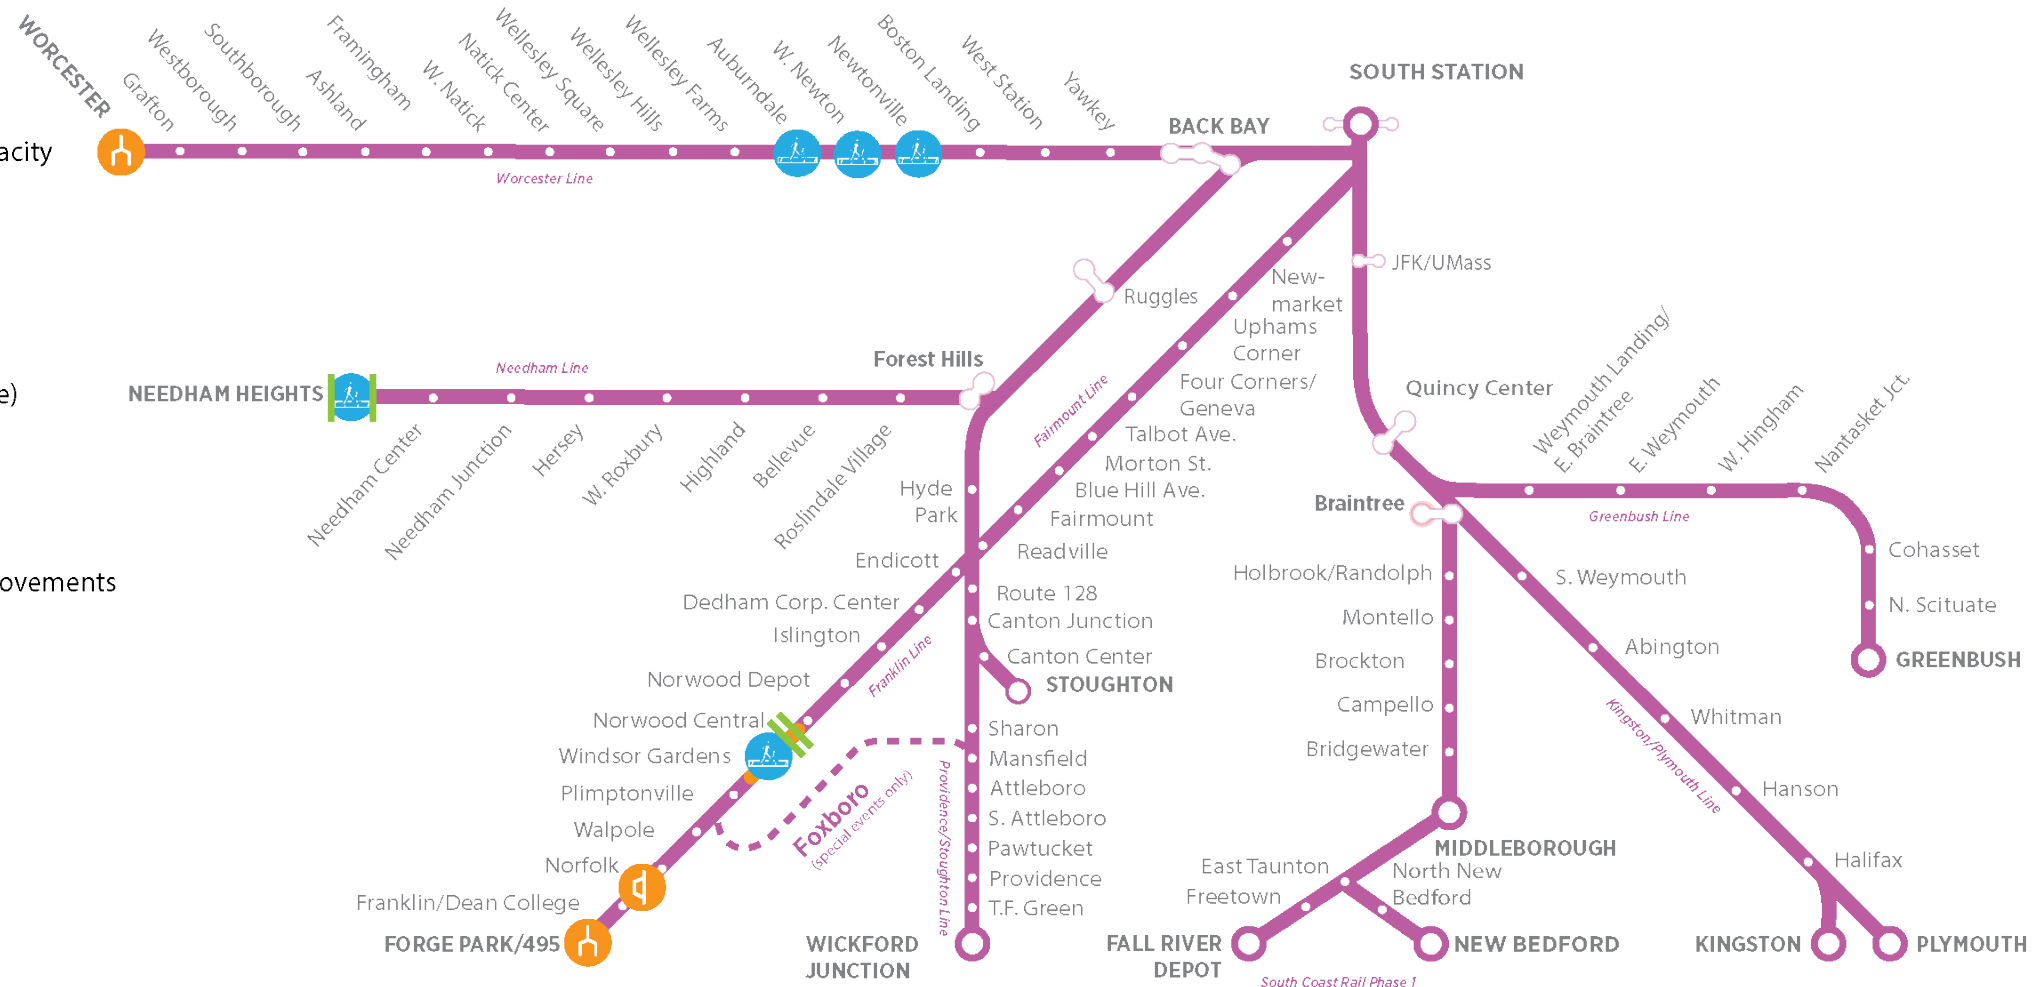 WORCESTER
Grafton
Westborough
Southborough
Ashland
Framingham
W. Natick
Natick Center
Wellesley Square
Wellesley Hills
Wellesley Farms
Auburndale
W. Newton
Newtonville
Boston Landing
West Station
Yawkey
BACK BAY
SOUTH STATION
acity
Worcester Line
JFK/UMass
Ruggles
New-
market
Uphams
Corner
Forest Hills
Needham Line
NEEDHAM HEIGHTS
e)
Needham Center
Needham Junction
Hersey
W. Roxbury
Highland
Bellevue
Roslindale Village
Fairmount Line
Four Corners/
Geneva
Talbot Ave.
Morton St.
Blue Hill Ave.
Fairmount
Readville
Hyde
Park
Quincy Center
Weymouth Landing/
E. Braintree
E. Weymouth
W. Hingham
Nantasket Jct.
Braintree
Greenbush Line
Cohasset
N. Scituate
GREENBUSH
ovements
Endicott
Dedham Corp. Center
Islington
Norwood Depot
Norwood Central
Windsor Gardens
Plimptonville
Walpole
Norfolk
Franklin/Dean College
FORGE PARK/495
Franklin Line
Route 128
Canton Junction
Canton Center
STOUGHTON
Sharon
Mansfield
Attleboro
S. Attleboro
Pawtucket
Providence
T.F. Green
WICKFORD
JUNCTION
Providence/Stoughton Line
Foxboro
(special events only)
Holbrook/Randolph
Montello
Brockton
Campello
Bridgewater
MIDDLEBOROUGH
East Taunton
Freetown
North New
Bedford
FALL RIVER
DEPOT
NEW BEDFORD
South Coast Rail Phase 1
S. Weymouth
Abington
Whitman
Hanson
Halifax
Kingston/Plymouth Line
KINGSTON
PLYMOUTH